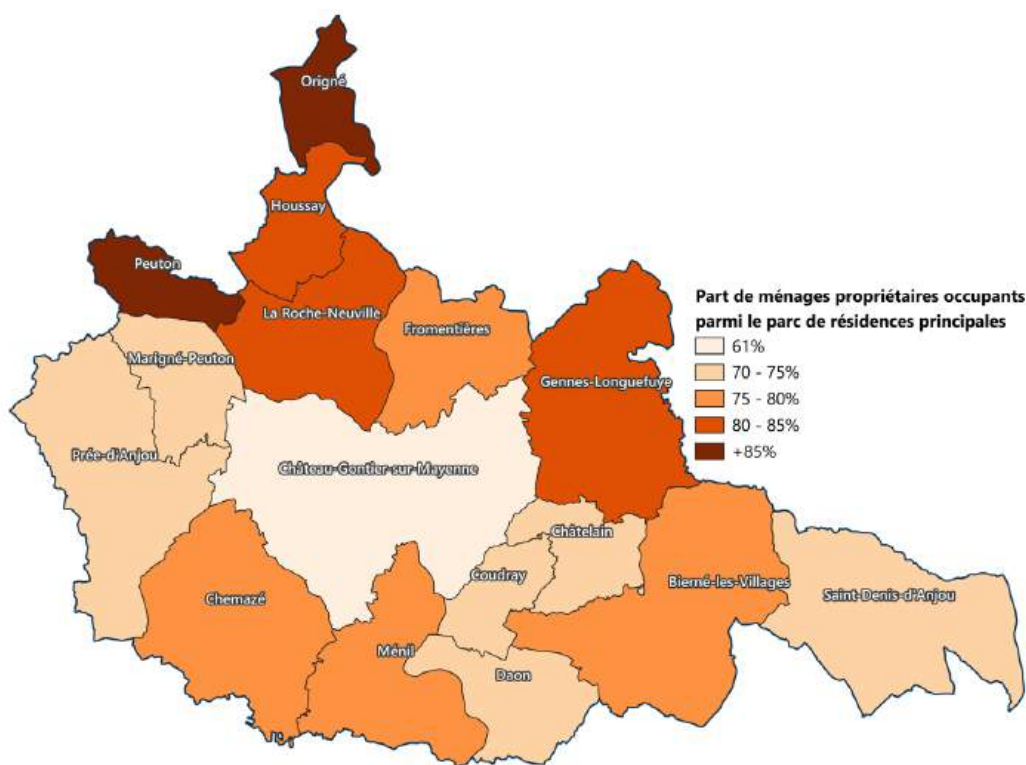 Origné
Houssay
Peuton
La Roche-Neuville
Fromentières
Part de ménages propriétaires occupants
parmi le parc de résidences principales
61%
70 - 75%
75 - 80%
80 - 85%
+85%
Marigné-Peuton
Gennes-Longuefuye
Prée-d'Anjou
Château-Gontier-sur-Mayenne
Châtelain
Coudray
Bierné-les-Villages
Saint-Denis-d'Anjou
Chemazé
Ménil
Daon